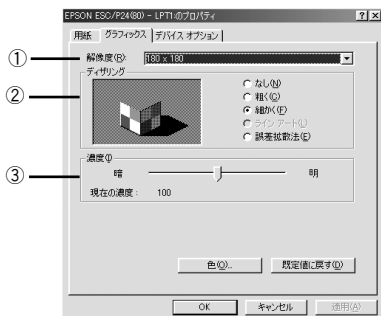 EPSON ESC/P24(80) - LPT1:のプロパティ
用紙 グラフィックス デバイス オプション
① 解像度(R): 180 x 180
② ディザリング
なし(N)
粗く(C)
細かく(F)
ライン アート(L)
誤差拡散法(E)
③ 濃度(I)
暗 明
現在の濃度: 100
色(O)... 既定値に戻す(D)
OK キャンセル 適用(A)